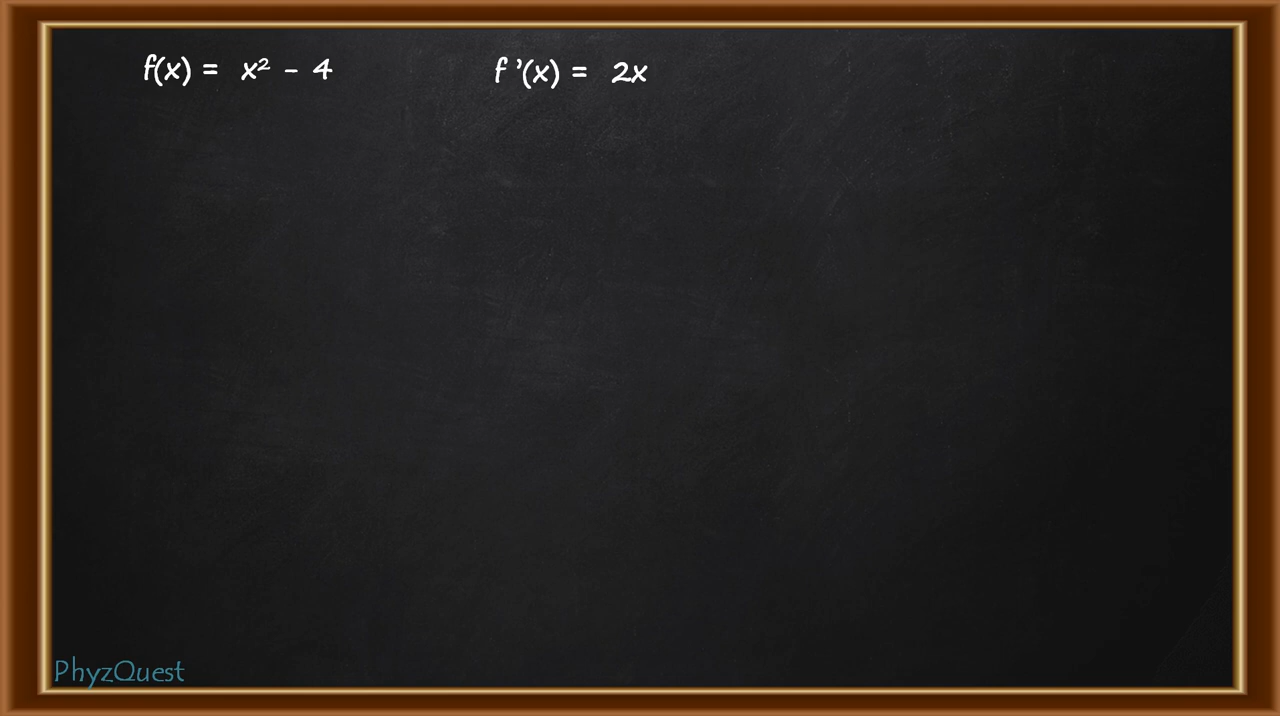 f(x) = x² - 4 f '(x) = 2x
PhyzQuest